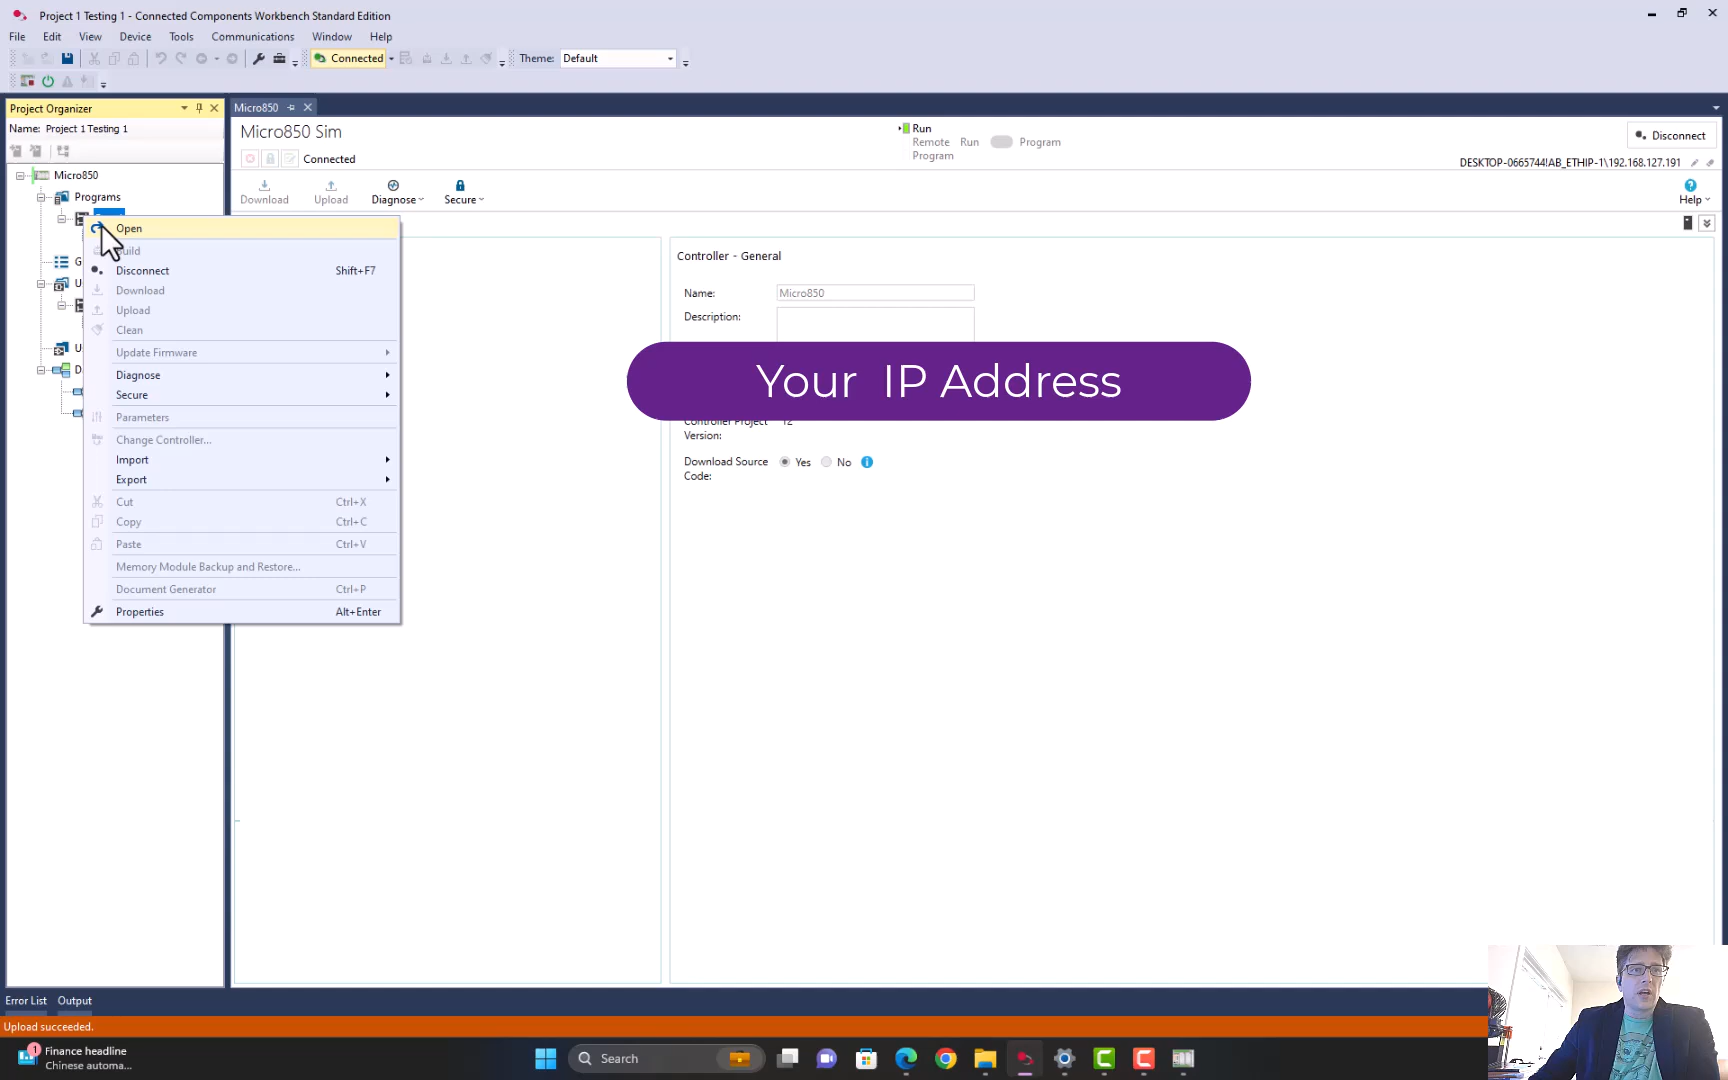 Project 1 Testing 1 - Connected Components Workbench Standard Edition
File Edit View Device Tools Communications Window Help
Connected Theme: Default
Project Organizer
Name: Project 1 Testing 1
Micro850
Programs
Open
Disconnect Shift+F7
Download
Upload
Clean
Update Firmware
Diagnose
Secure
Parameters
Change Controller...
Import
Export
Cut Ctrl+X
Copy Ctrl+C
Paste Ctrl+V
Memory Module Backup and Restore...
Document Generator Ctrl+P
Properties Alt+Enter
Micro850
Micro850 Sim
Connected
Run
Remote Run Program
Program
Disconnect
DESKTOP-0665744!AB_ETHIP-1\192.168.127.191
Download Upload Diagnose Secure Help
Controller - General
Name: Micro850
Description:
Your IP Address
Controller Project 12
Version:
Download Source Yes No
Code:
Error List Output
Upload succeeded.
1
Finance headline
Chinese automa...
Search